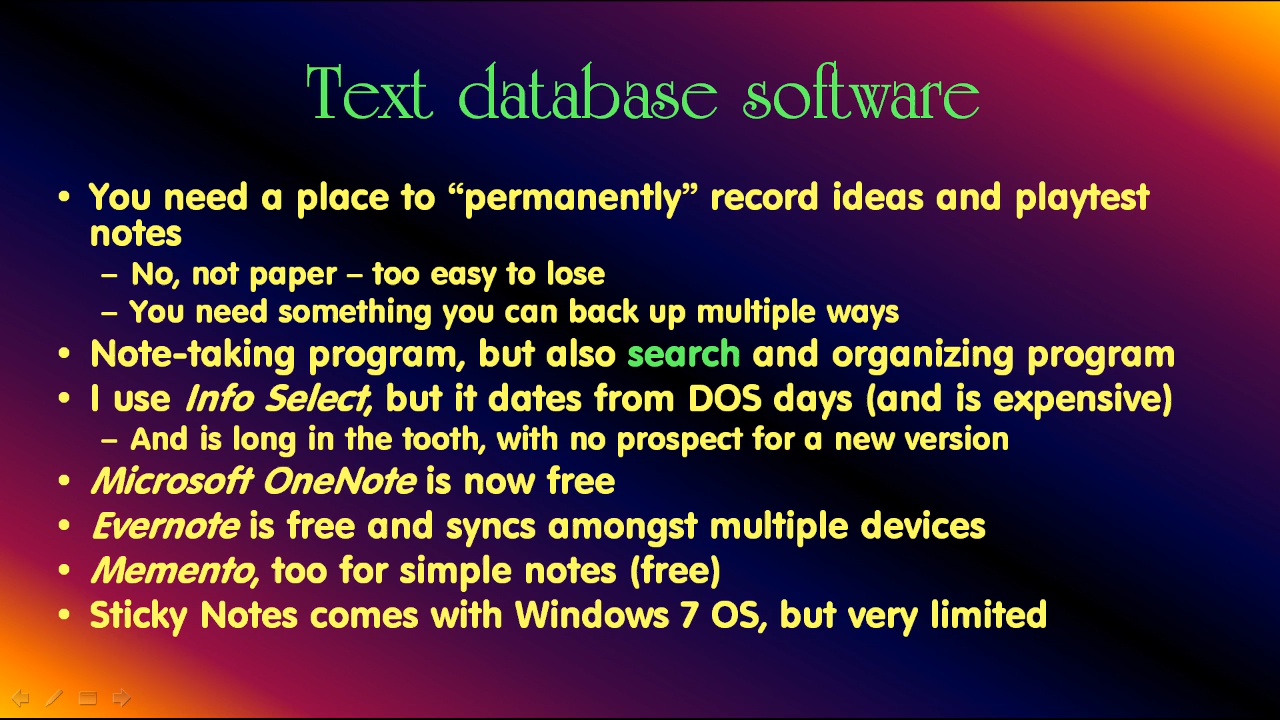 Text database software
• You need a place to “permanently” record ideas and playtest
notes
– No, not paper – too easy to lose
– You need something you can back up multiple ways
• Note-taking program, but also search and organizing program
• I use Info Select, but it dates from DOS days (and is expensive)
– And is long in the tooth, with no prospect for a new version
• Microsoft OneNote is now free
• Evernote is free and syncs amongst multiple devices
• Memento, too for simple notes (free)
• Sticky Notes comes with Windows 7 OS, but very limited